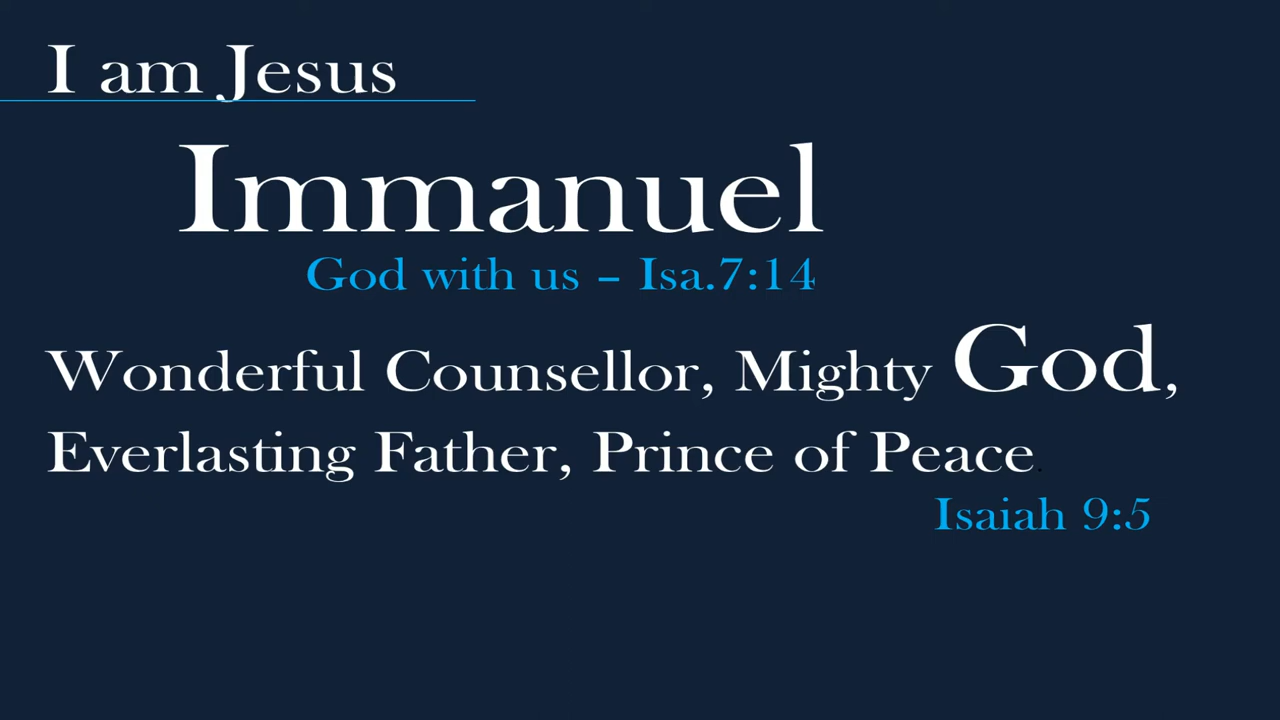 I am Jesus
Immanuel
God with us – Isa.7:14
Wonderful Counsellor, Mighty God,
Everlasting Father, Prince of Peace.
Isaiah 9:5